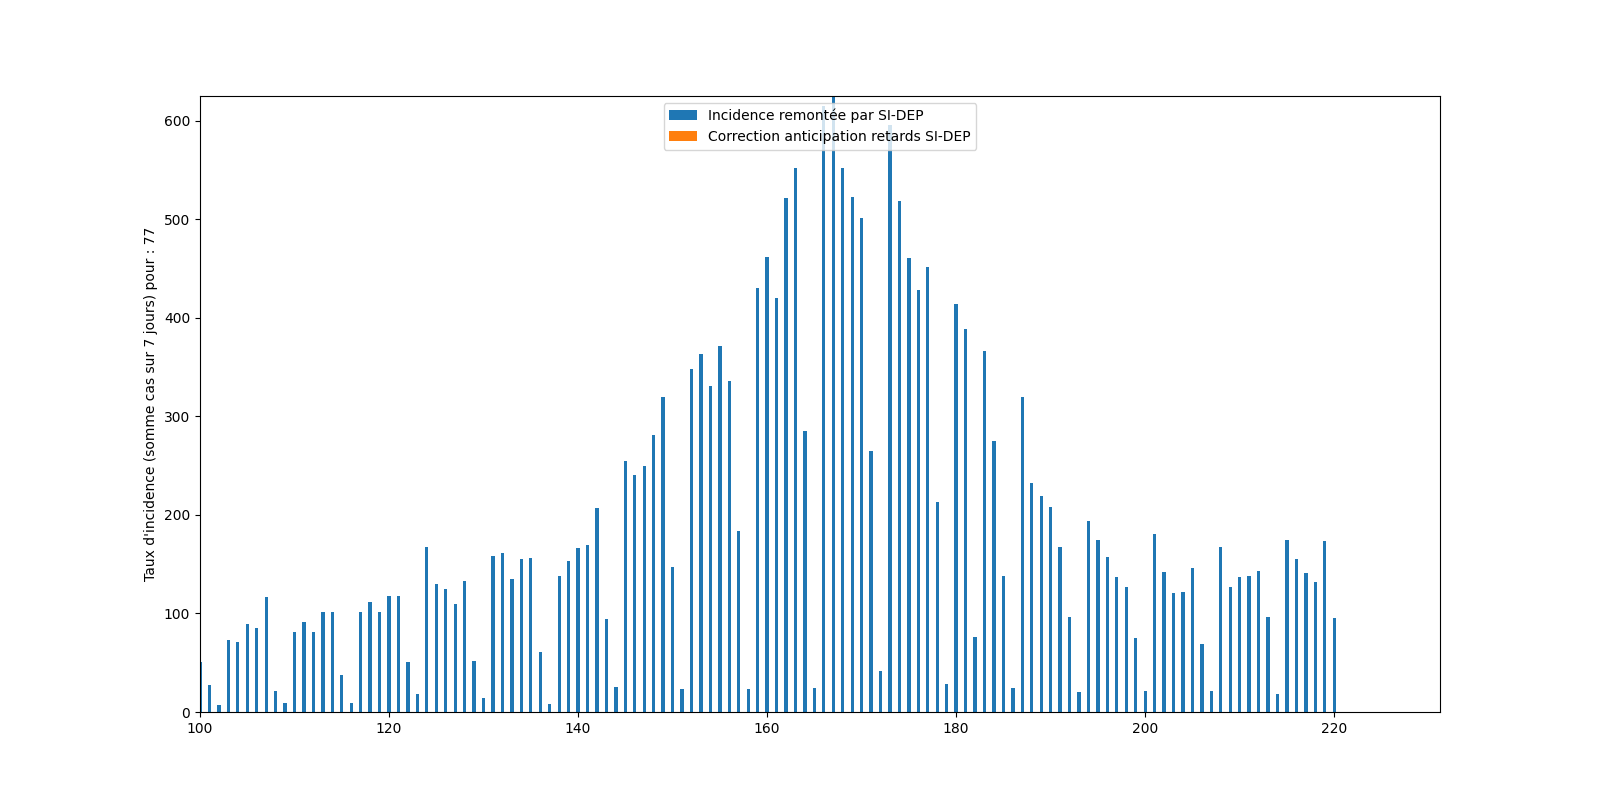 Incidence remontée par SI-DEP
Correction anticipation retards SI-DEP
Taux d'incidence (somme cas sur 7 jours) pour : 77
600
500
400
300
200
100
0
100 120 140 160 180 200 220